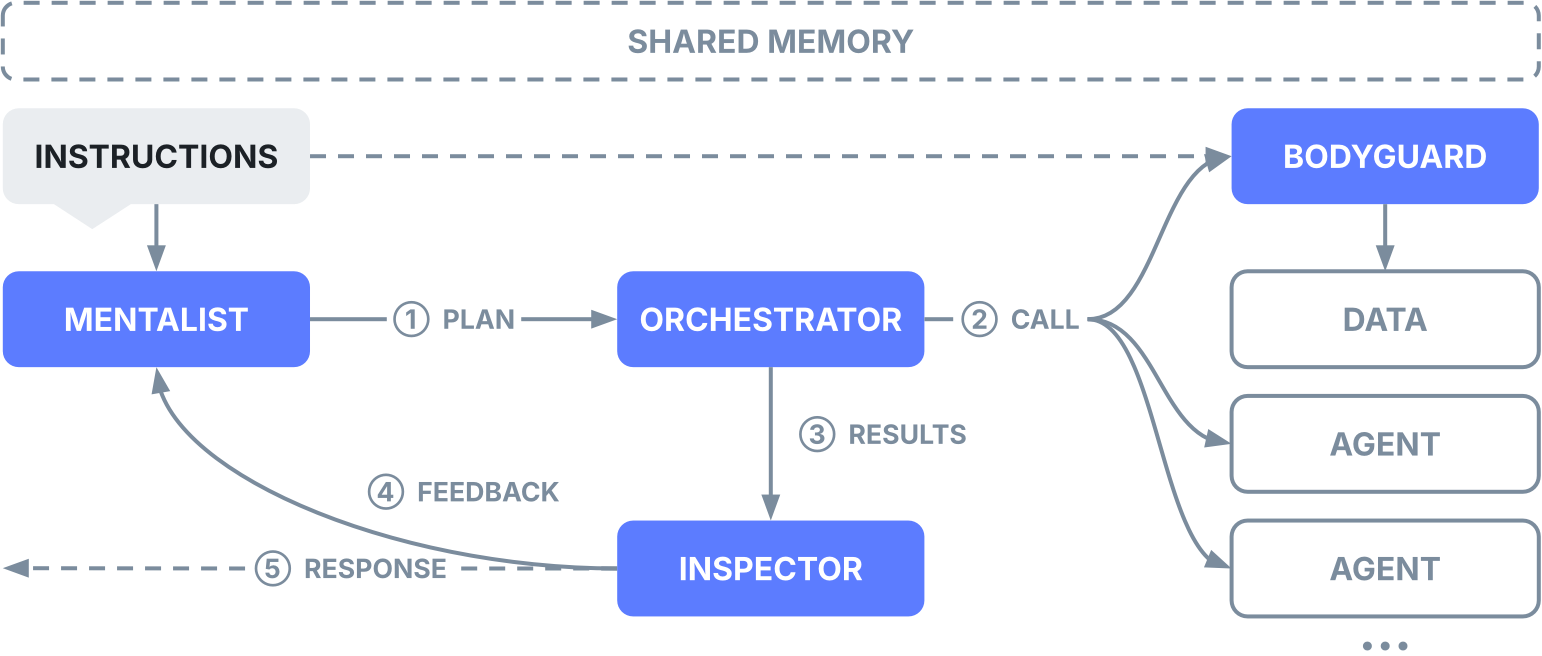 SHARED MEMORY
INSTRUCTIONS
BODYGUARD
MENTALIST
① PLAN
ORCHESTRATOR
② CALL
DATA
③ RESULTS
AGENT
④ FEEDBACK
⑤ RESPONSE
INSPECTOR
AGENT
•••